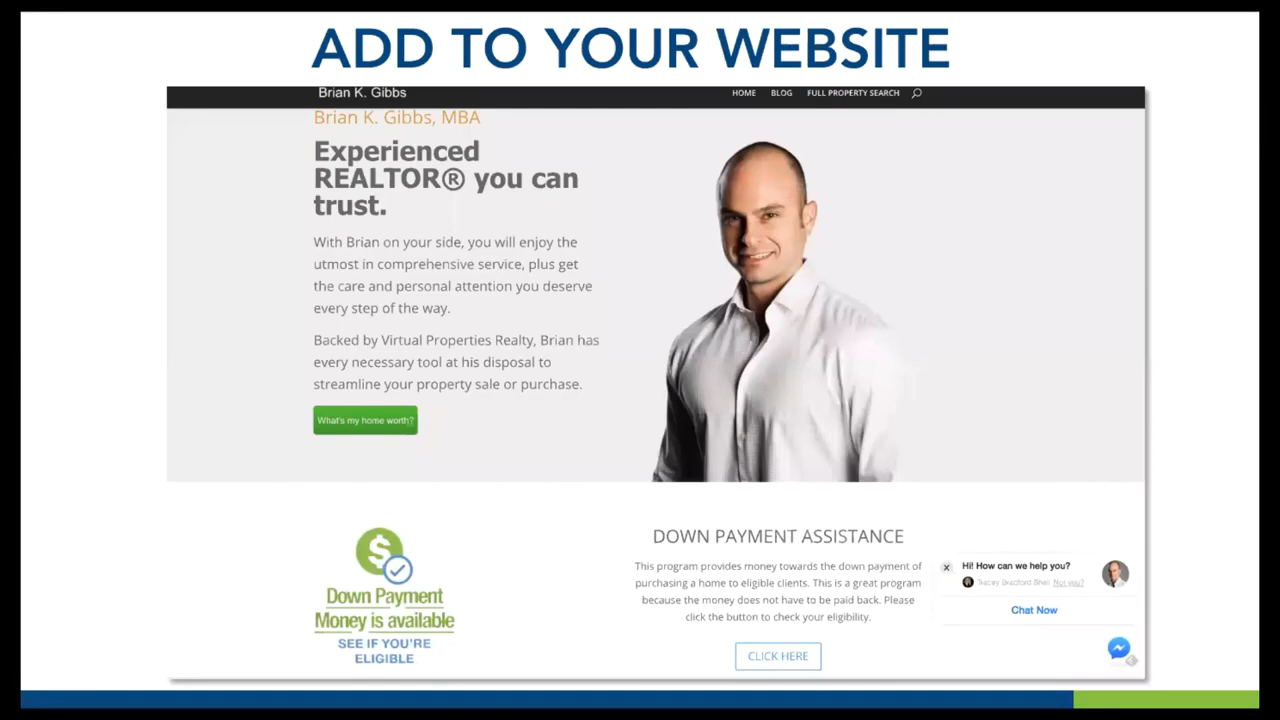 ADD TO YOUR WEBSITE
Brian K. Gibbs
HOME BLOG FULL PROPERTY SEARCH
Brian K. Gibbs, MBA
Experienced
REALTOR® you can
trust.
With Brian on your side, you will enjoy the
utmost in comprehensive service, plus get
the care and personal attention you deserve
every step of the way.
Backed by Virtual Properties Realty, Brian has
every necessary tool at his disposal to
streamline your property sale or purchase.
What's my home worth?
$
Down Payment
Money is available
SEE IF YOU'RE
ELIGIBLE
DOWN PAYMENT ASSISTANCE
This program provides money towards the down payment of
purchasing a home to eligible clients. This is a great program
because the money does not have to be paid back. Please
click the button to check your eligibility.
CLICK HERE
Hi! How can we help you?
Not you?
Chat Now